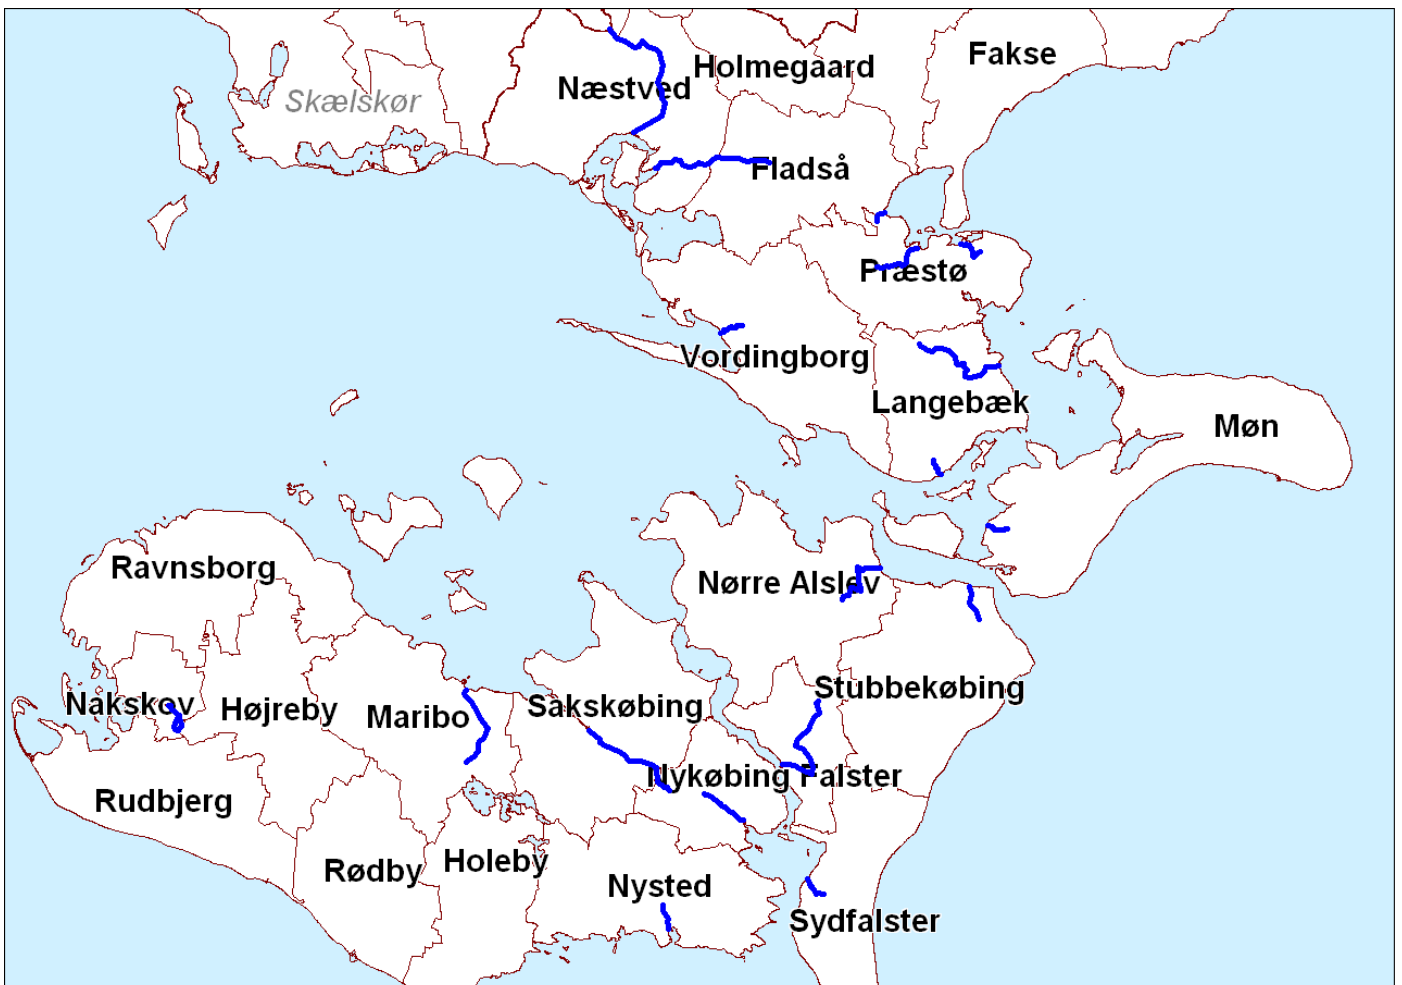 Fakse
Holmegaard
Næstved
Skælskør
Fladså
Præstø
Vordingborg
Langebæk
Møn
Ravnsborg
Nørre Alslev
Stubbekøbing
Nakskov
Højreby
Maribo
Sakskøbing
Nykøbing Falster
Rudbjerg
Holeby
Rødby
Nysted
Sydfalster